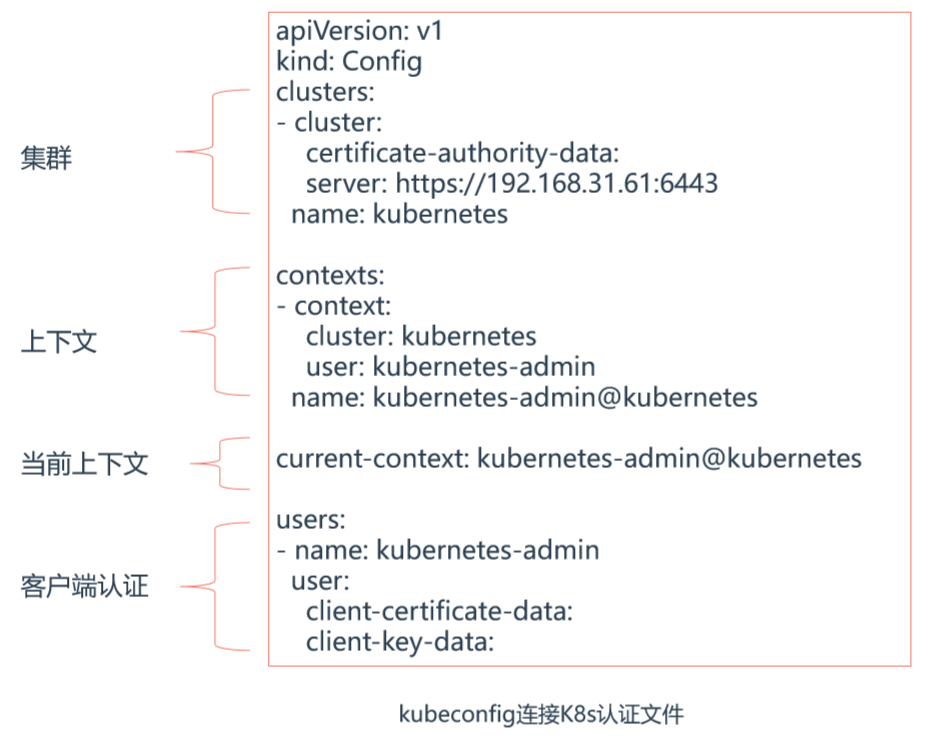 apiVersion: v1
kind: Config
clusters:
- cluster:
    certificate-authority-data:
    server: https://192.168.31.61:6443
  name: kubernetes
集群
contexts:
- context:
    cluster: kubernetes
    user: kubernetes-admin
  name: kubernetes-admin@kubernetes
上下文
current-context: kubernetes-admin@kubernetes
当前上下文
users:
- name: kubernetes-admin
  user:
    client-certificate-data:
    client-key-data:
客户端认证
kubeconfig连接K8s认证文件